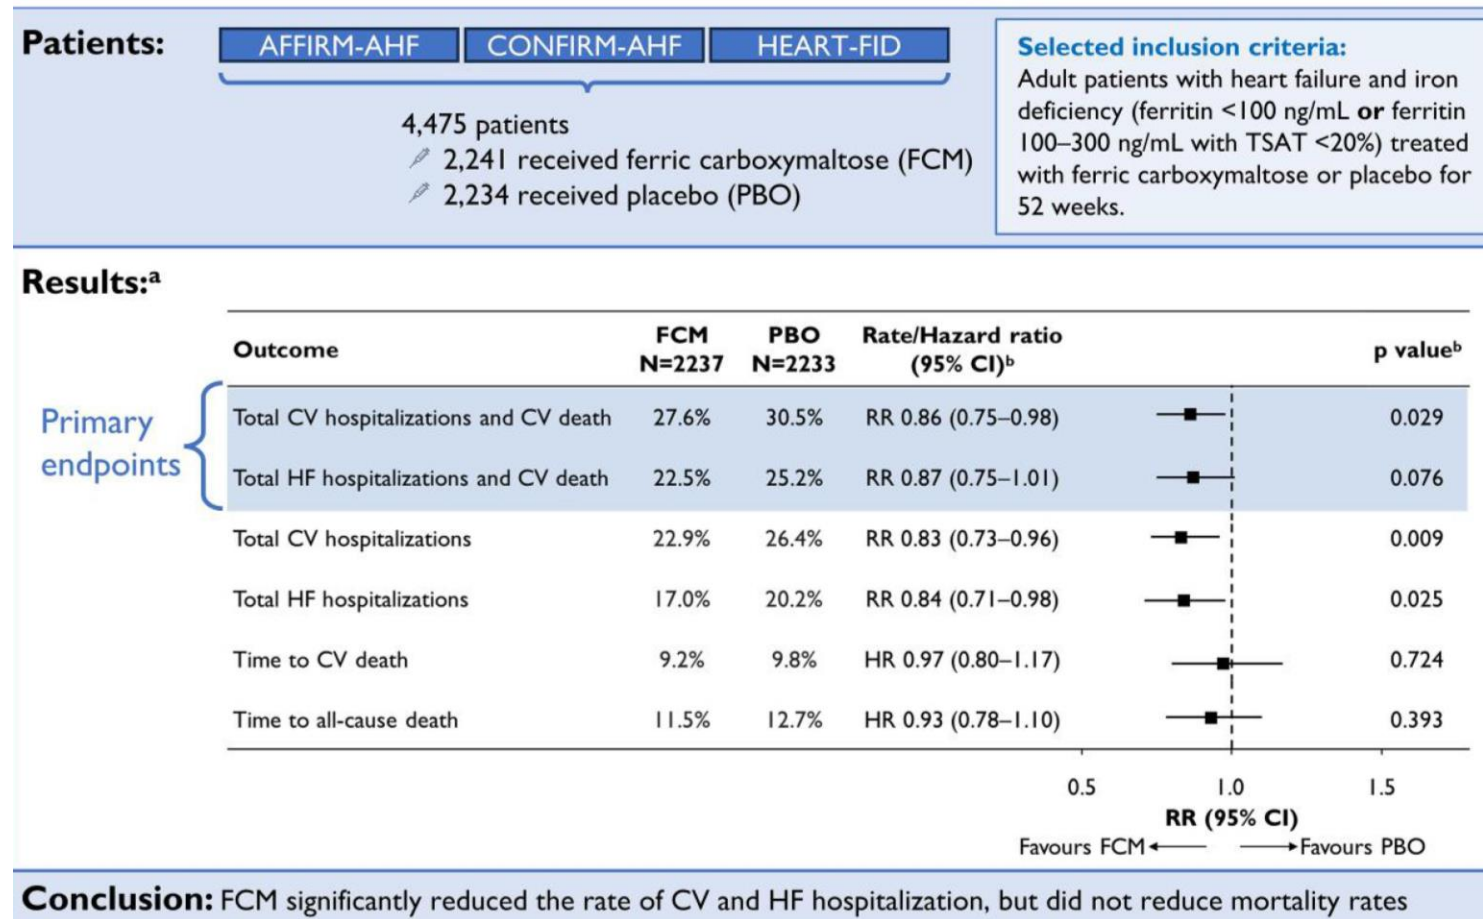 Patients:
AFFIRM-AHF CONFIRM-AHF HEART-FID
4,475 patients
2,241 received ferric carboxymaltose (FCM)
2,234 received placebo (PBO)
Selected inclusion criteria:
Adult patients with heart failure and iron
deficiency (ferritin <100 ng/mL or ferritin
100–300 ng/mL with TSAT <20%) treated
with ferric carboxymaltose or placebo for
52 weeks.
Results:ᵃ
Outcome FCM N=2237 PBO N=2233 Rate/Hazard ratio (95% CI)ᵇ p valueᵇ
Primary endpoints
Total CV hospitalizations and CV death 27.6% 30.5% RR 0.86 (0.75–0.98) 0.029
Total HF hospitalizations and CV death 22.5% 25.2% RR 0.87 (0.75–1.01) 0.076
Total CV hospitalizations 22.9% 26.4% RR 0.83 (0.73–0.96) 0.009
Total HF hospitalizations 17.0% 20.2% RR 0.84 (0.71–0.98) 0.025
Time to CV death 9.2% 9.8% HR 0.97 (0.80–1.17) 0.724
Time to all-cause death 11.5% 12.7% HR 0.93 (0.78–1.10) 0.393
0.5 1.0 1.5
RR (95% CI)
Favours FCM Favours PBO
Conclusion: FCM significantly reduced the rate of CV and HF hospitalization, but did not reduce mortality rates